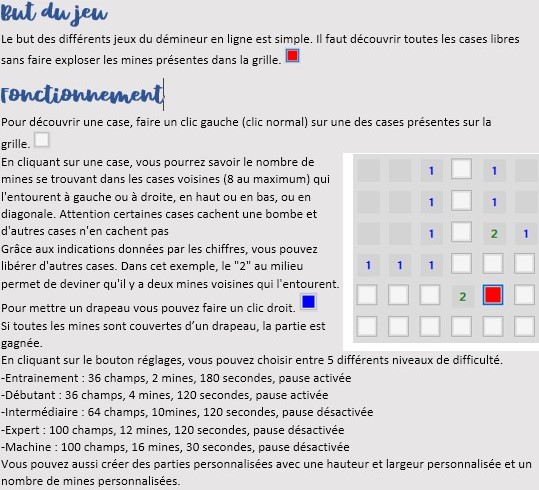 But du jeu
Le but des différents jeux du démineur en ligne est simple. Il faut découvrir toutes les cases libres
sans faire exploser les mines présentes dans la grille.
Fonctionnement
Pour découvrir une case, faire un clic gauche (clic normal) sur une des cases présentes sur la
grille.
En cliquant sur une case, vous pourrez savoir le nombre de
mines se trouvant dans les cases voisines (8 au maximum) qui
l'entourent à gauche ou à droite, en haut ou en bas, ou en
diagonale. Attention certaines cases cachent une bombe et
d'autres cases n'en cachent pas
Grâce aux indications données par les chiffres, vous pouvez
libérer d'autres cases. Dans cet exemple, le "2" au milieu
permet de deviner qu'il y a deux mines voisines qui l'entourent.
Pour mettre un drapeau vous pouvez faire un clic droit.
Si toutes les mines sont couvertes d’un drapeau, la partie est
gagnée.
1 1
1 1
1 2 1
1 1 1
2
En cliquant sur le bouton réglages, vous pouvez choisir entre 5 différents niveaux de difficulté.
-Entrainement : 36 champs, 2 mines, 180 secondes, pause activée
-Débutant : 36 champs, 4 mines, 120 secondes, pause activée
-Intermédiaire : 64 champs, 10mines, 120 secondes, pause désactivée
-Expert : 100 champs, 12 mines, 120 secondes, pause désactivée
-Machine : 100 champs, 16 mines, 30 secondes, pause désactivée
Vous pouvez aussi créer des parties personnalisées avec une hauteur et largeur personnalisée et un
nombre de mines personnalisées.